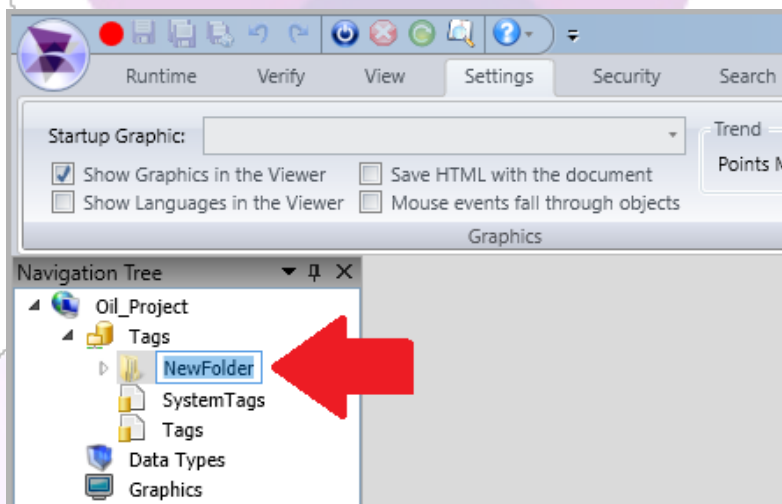 Runtime Verify View Settings Security Search
Startup Graphic:
Trend
Show Graphics in the Viewer Save HTML with the document
Points
Show Languages in the Viewer Mouse events fall through objects
Graphics
Navigation Tree
Oil_Project
Tags
NewFolder
SystemTags
Tags
Data Types
Graphics